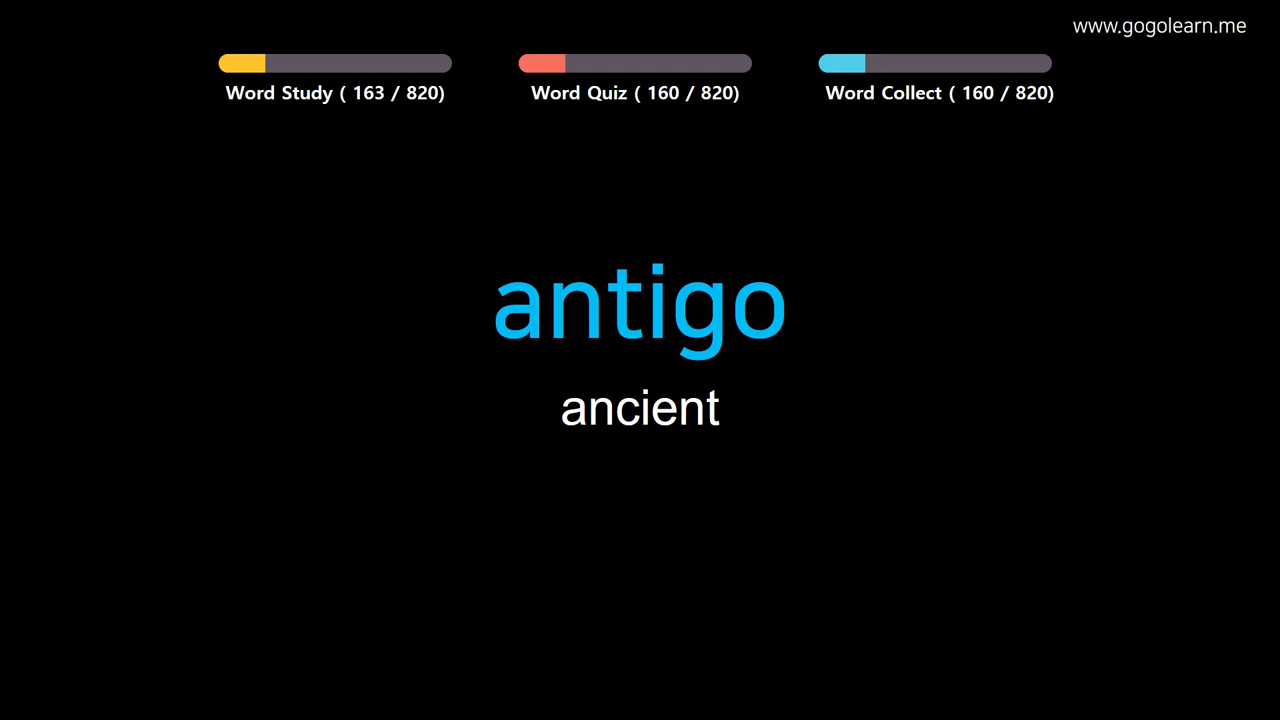 www.gogolearn.me
Word Study ( 163 / 820)
Word Quiz ( 160 / 820)
Word Collect ( 160 / 820)
antigo
ancient